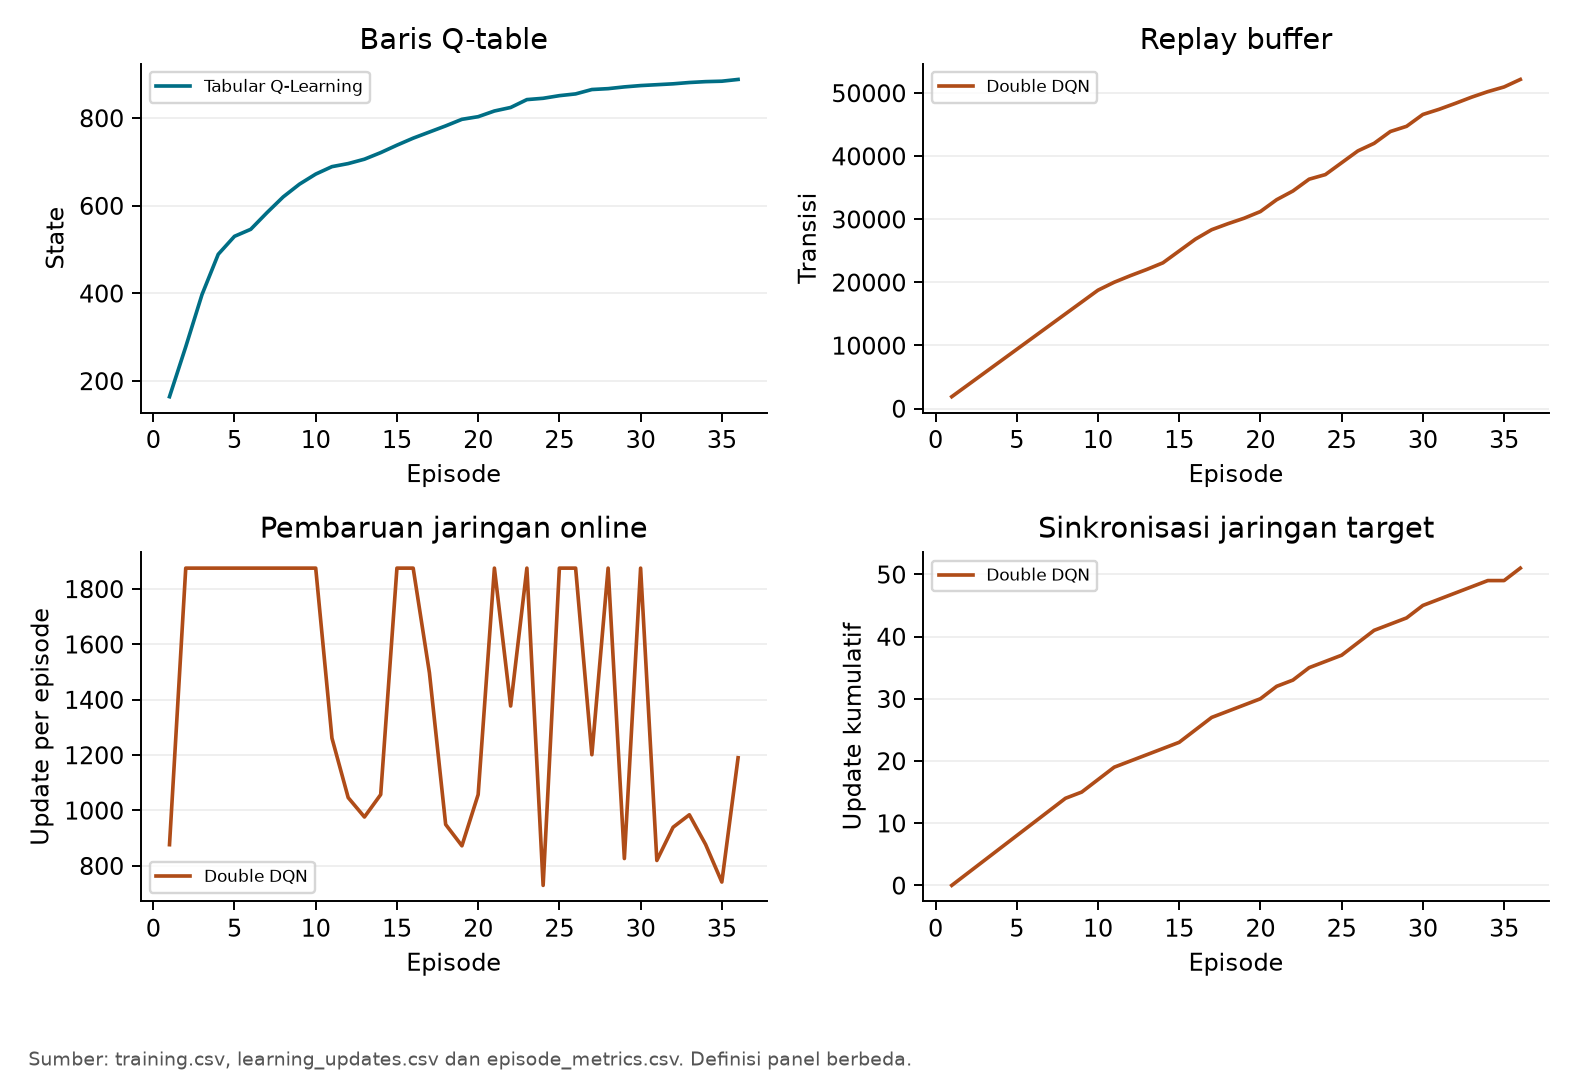 Baris Q-table
Tabular Q-Learning
State
800
600
400
200
0 5 10 15 20 25 30 35
Episode
Replay buffer
Double DQN
Transisi
50000
40000
30000
20000
10000
0
0 5 10 15 20 25 30 35
Episode
Pembaruan jaringan online
Update per episode
1800
1600
1400
1200
1000
800
Double DQN
0 5 10 15 20 25 30 35
Episode
Sinkronisasi jaringan target
Double DQN
Update kumulatif
50
40
30
20
10
0
0 5 10 15 20 25 30 35
Episode
Sumber: training.csv, learning_updates.csv dan episode_metrics.csv. Definisi panel berbeda.